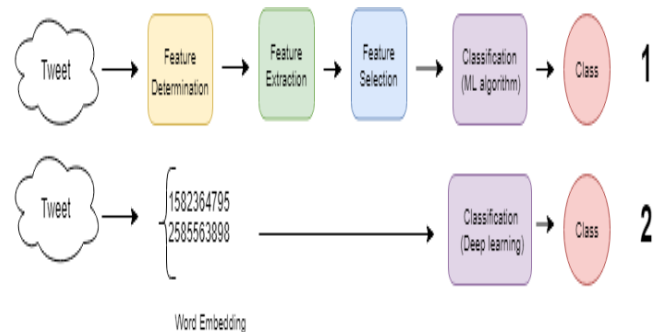 Tweet
Feature
Determination
Feature
Extraction
Feature
Selection
Classification
(ML algorithm)
Class
1
Tweet
1582364795
2585563898
Classification
(Deep learning)
Class
2
Word Embedding